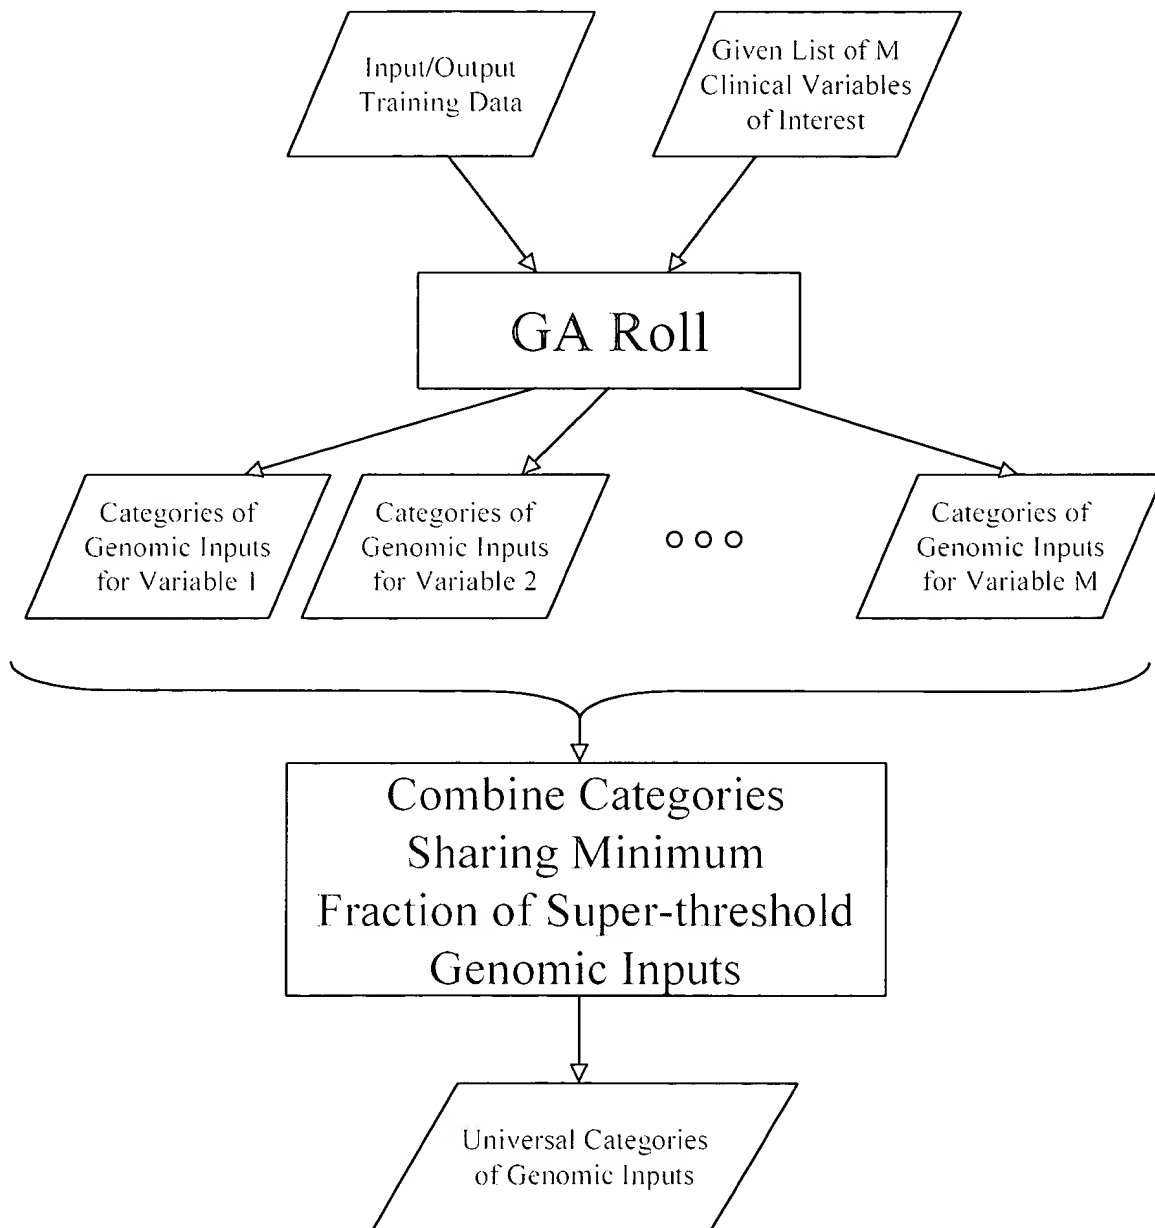 Input/Output
Training Data
Given List of M
Clinical Variables
of Interest
GA Roll
Categories of
Genomic Inputs
for Variable 1
Categories of
Genomic Inputs
for Variable 2
Categories of
Genomic Inputs
for Variable M
Combine Categories
Sharing Minimum
Fraction of Super-threshold
Genomic Inputs
Universal Categories
of Genomic Inputs